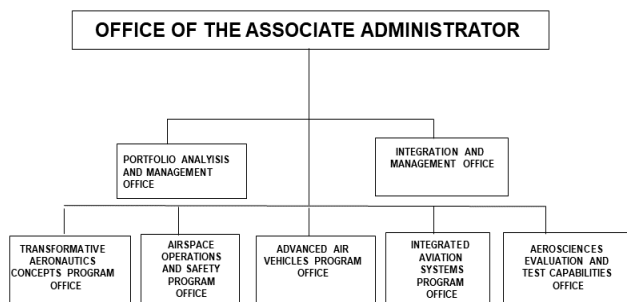 OFFICE OF THE ASSOCIATE ADMINISTRATOR
PORTFOLIO ANALYISIS
AND MANAGEMENT
OFFICE
INTEGRATION AND
MANAGEMENT OFFICE
TRANSFORMATIVE
AERONAUTICS
CONCEPTS PROGRAM
OFFICE
AIRSPACE
OPERATIONS
AND SAFETY
PROGRAM
OFFICE
ADVANCED AIR
VEHICLES PROGRAM
OFFICE
INTEGRATED
AVIATION
SYSTEMS
PROGRAM
OFFICE
AEROSCIENCES
EVALUATION AND
TEST CAPABILITIES
OFFICE